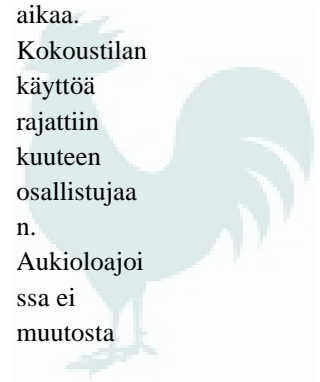 aikaa.
Kokoustilan
käyttöä
rajattiin
kuuteen
osallistujaa
n.
Aukioloajoi
ssa ei
muutosta